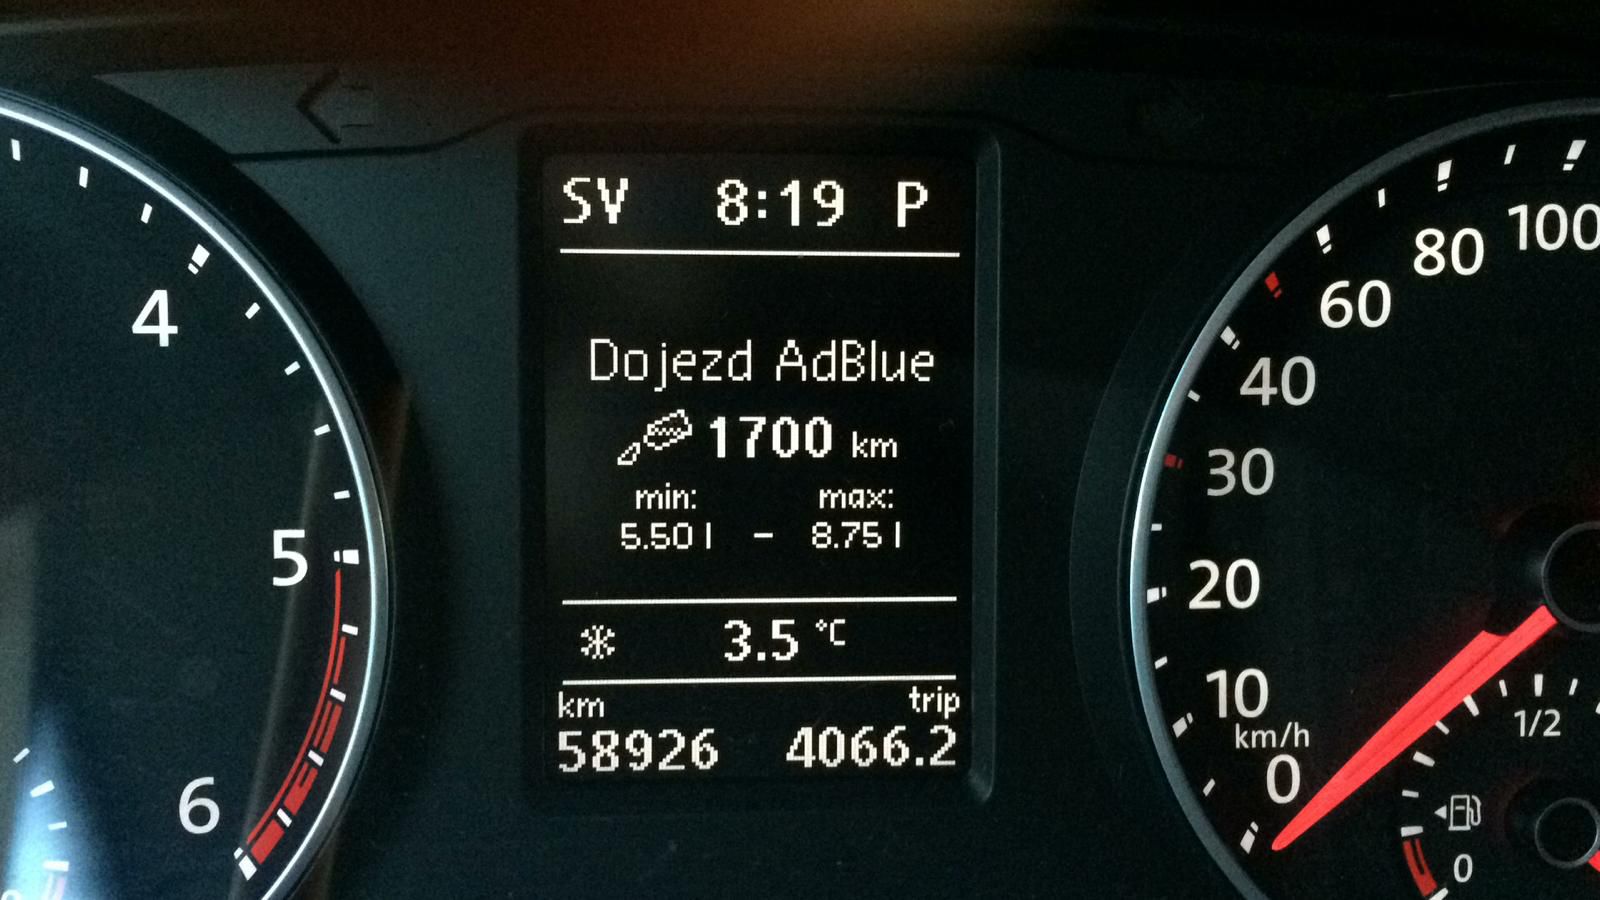 SV 8:19 P
Dojezd AdBlue
1700 km
min: max:
5.50 l – 8.75 l
3.5 °C
km trip
58926 4066.2
4
5
6
100
80
60
40
30
20
10
km/h
0
1/2
0